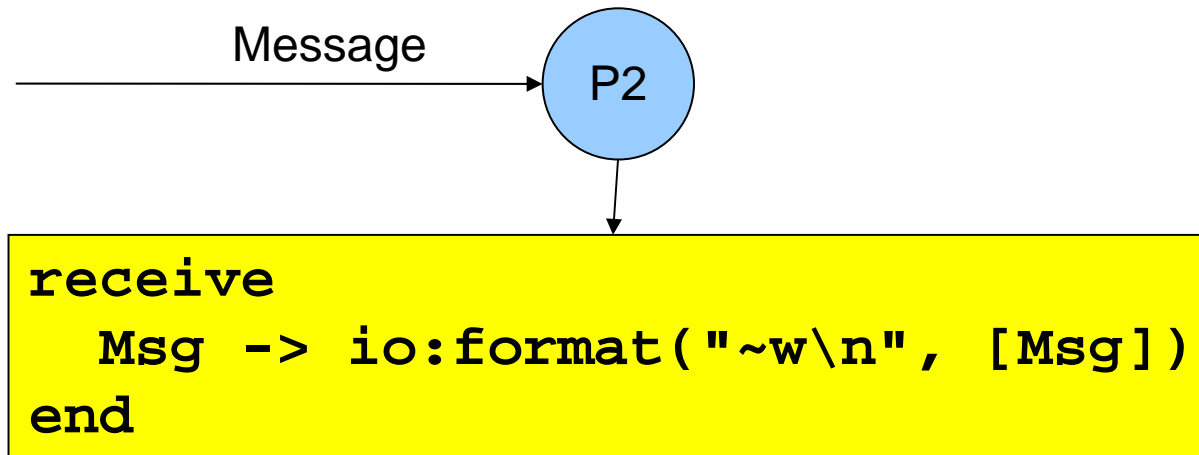 Message
P2
receive
  Msg -> io:format("~w\n", [Msg])
end